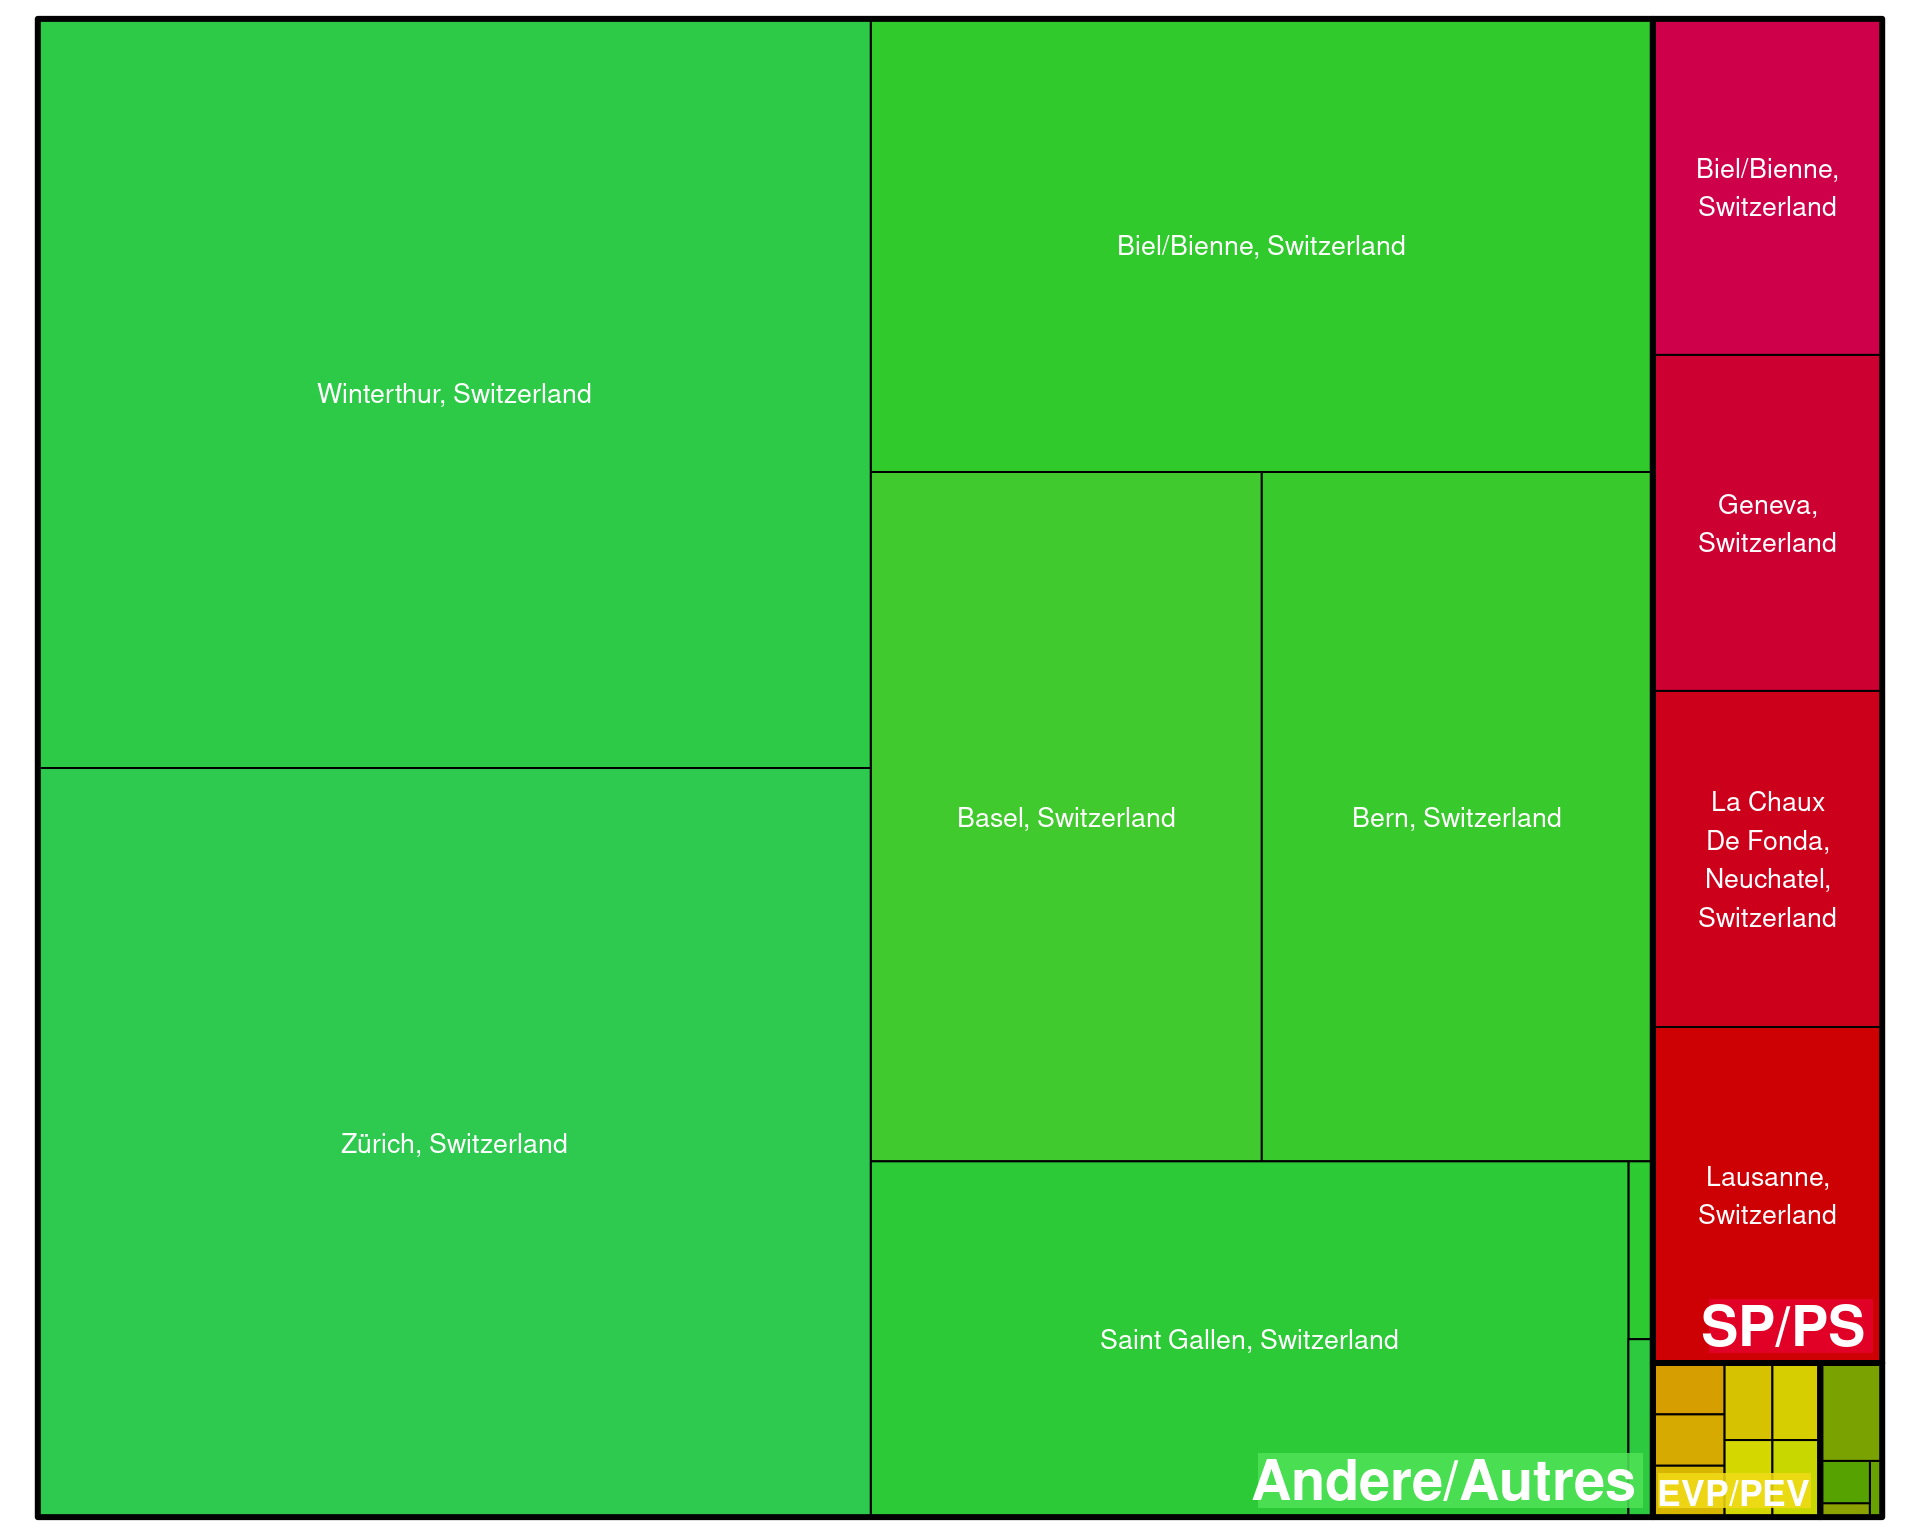 Winterthur, Switzerland
Zürich, Switzerland
Biel/Bienne, Switzerland
Basel, Switzerland
Bern, Switzerland
Saint Gallen, Switzerland
Andere/Autres
Biel/Bienne,
Switzerland
Geneva,
Switzerland
La Chaux
De Fonda,
Neuchatel,
Switzerland
Lausanne,
Switzerland
SP/PS
EVP/PEV